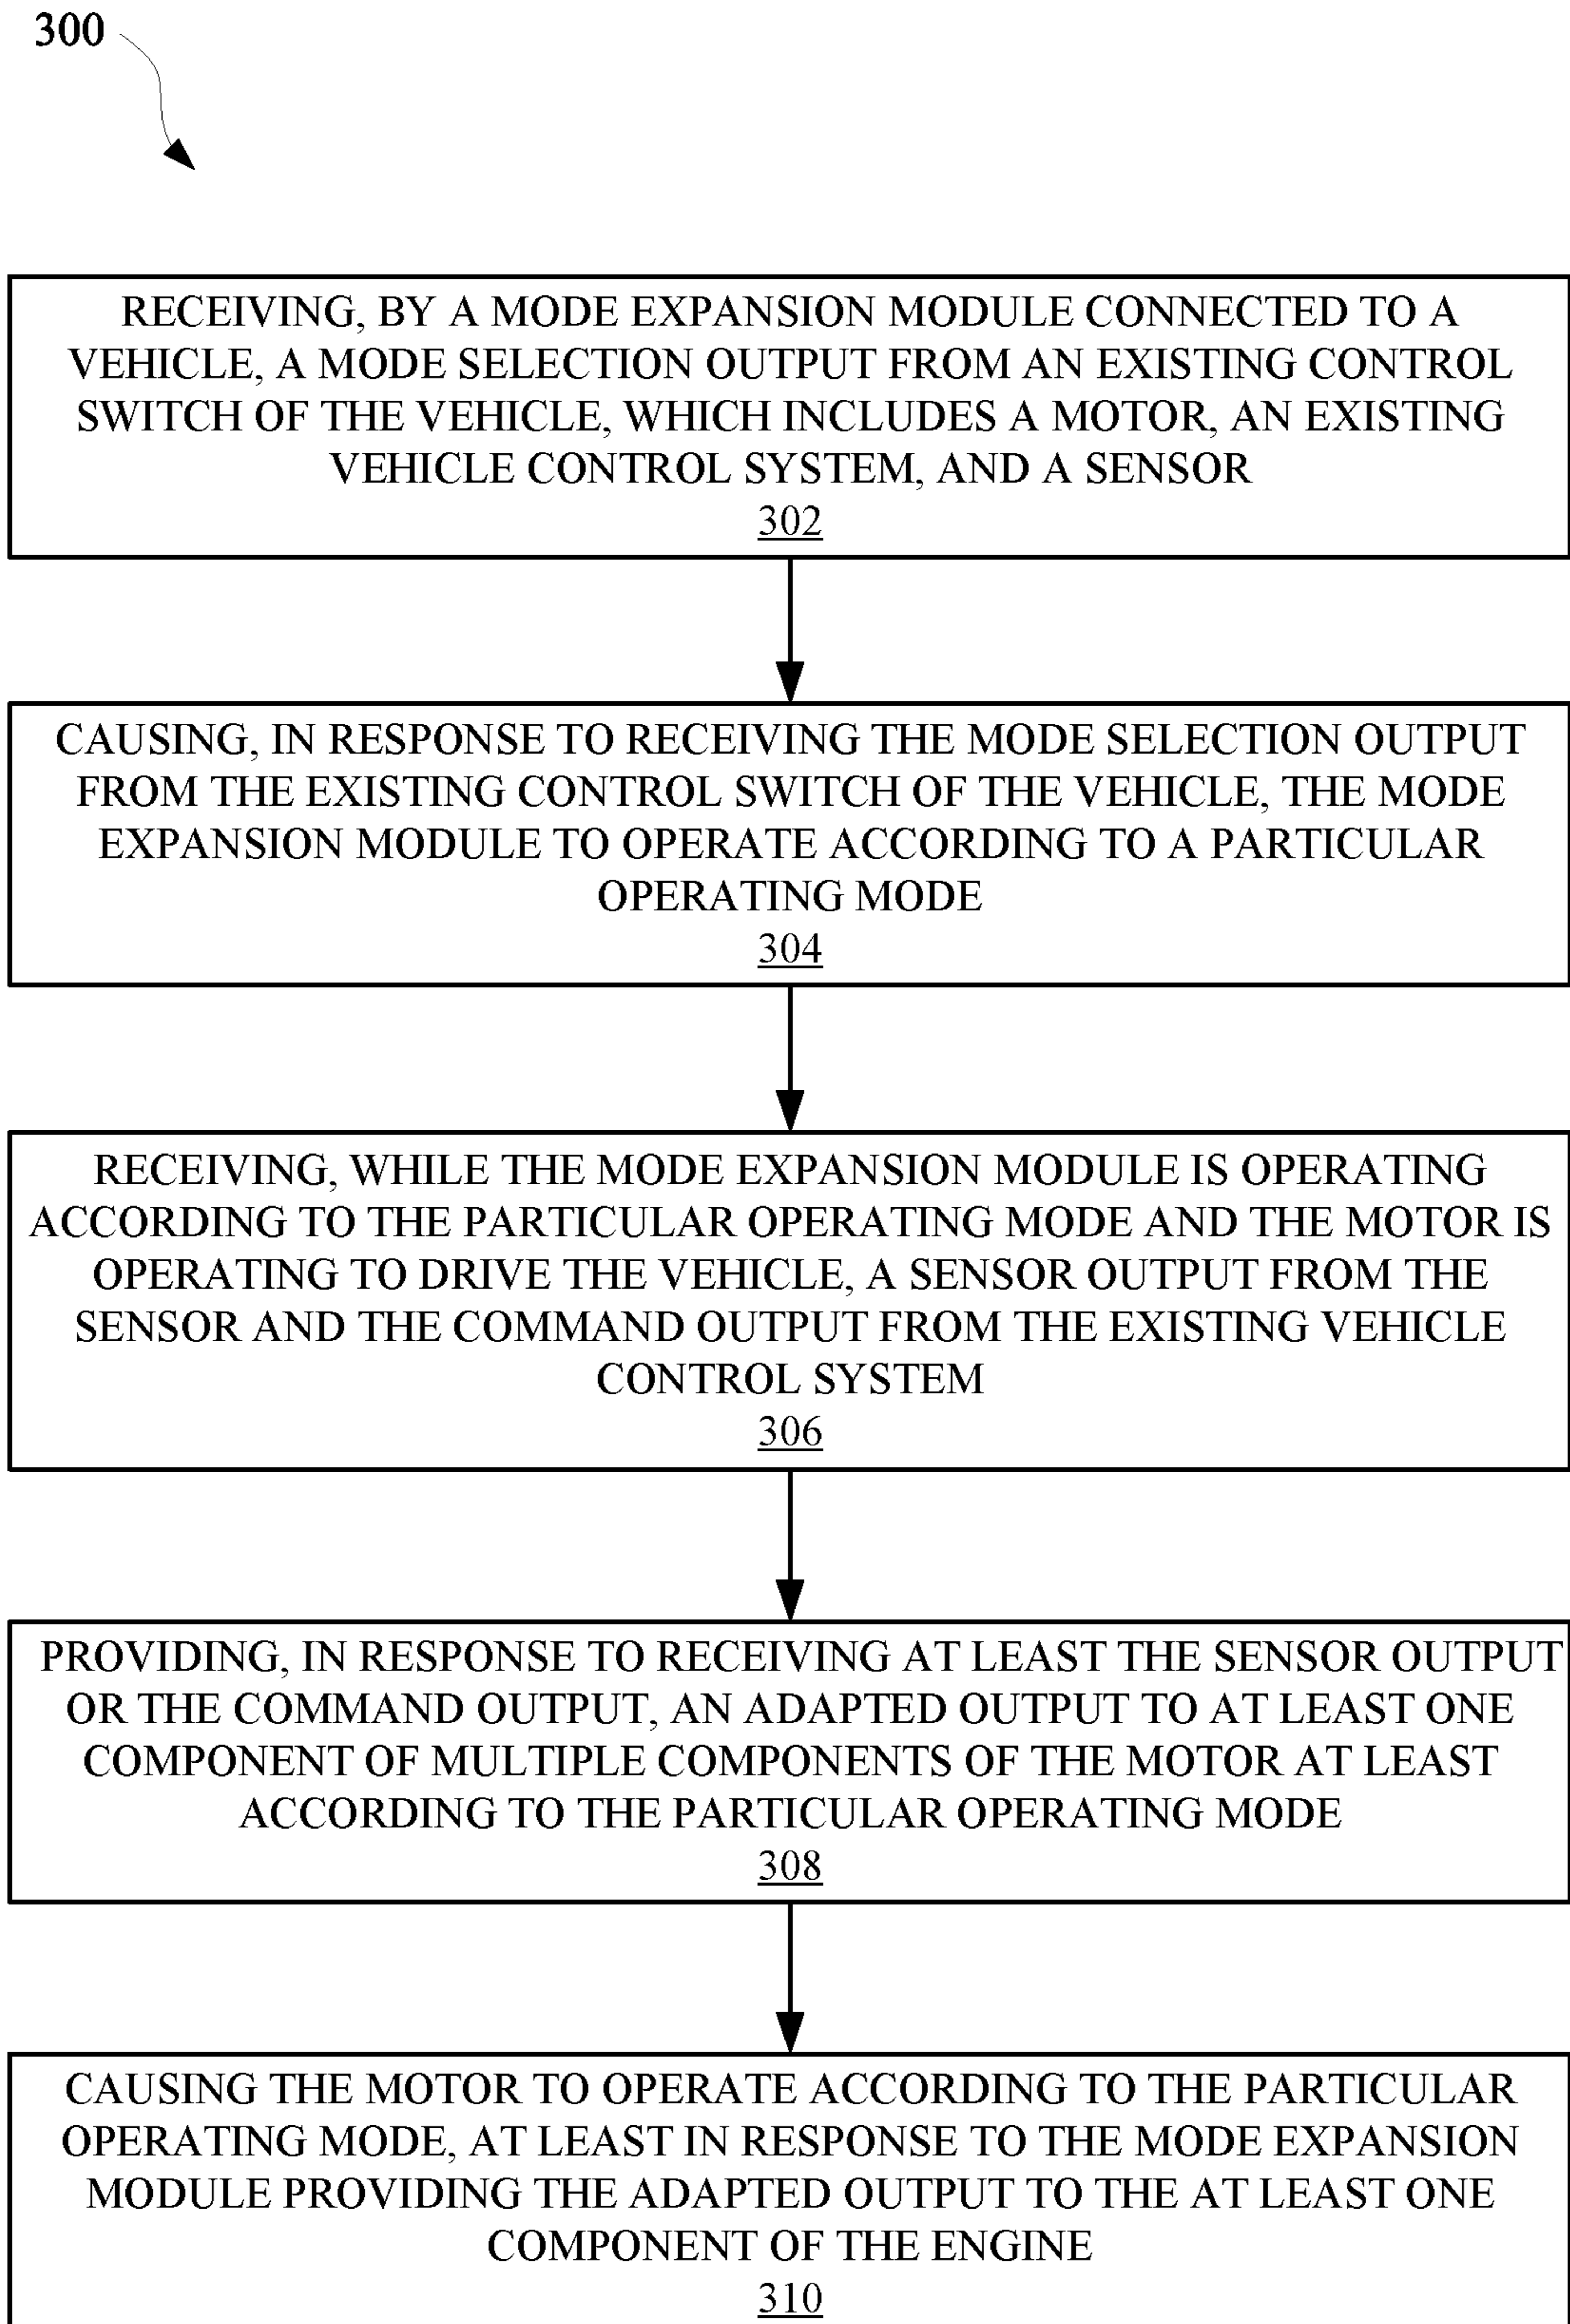 300
RECEIVING, BY A MODE EXPANSION MODULE CONNECTED TO A
VEHICLE, A MODE SELECTION OUTPUT FROM AN EXISTING CONTROL
SWITCH OF THE VEHICLE, WHICH INCLUDES A MOTOR, AN EXISTING
VEHICLE CONTROL SYSTEM, AND A SENSOR
302
CAUSING, IN RESPONSE TO RECEIVING THE MODE SELECTION OUTPUT
FROM THE EXISTING CONTROL SWITCH OF THE VEHICLE, THE MODE
EXPANSION MODULE TO OPERATE ACCORDING TO A PARTICULAR
OPERATING MODE
304
RECEIVING, WHILE THE MODE EXPANSION MODULE IS OPERATING
ACCORDING TO THE PARTICULAR OPERATING MODE AND THE MOTOR IS
OPERATING TO DRIVE THE VEHICLE, A SENSOR OUTPUT FROM THE
SENSOR AND THE COMMAND OUTPUT FROM THE EXISTING VEHICLE
CONTROL SYSTEM
306
PROVIDING, IN RESPONSE TO RECEIVING AT LEAST THE SENSOR OUTPUT
OR THE COMMAND OUTPUT, AN ADAPTED OUTPUT TO AT LEAST ONE
COMPONENT OF MULTIPLE COMPONENTS OF THE MOTOR AT LEAST
ACCORDING TO THE PARTICULAR OPERATING MODE
308
CAUSING THE MOTOR TO OPERATE ACCORDING TO THE PARTICULAR
OPERATING MODE, AT LEAST IN RESPONSE TO THE MODE EXPANSION
MODULE PROVIDING THE ADAPTED OUTPUT TO THE AT LEAST ONE
COMPONENT OF THE ENGINE
310